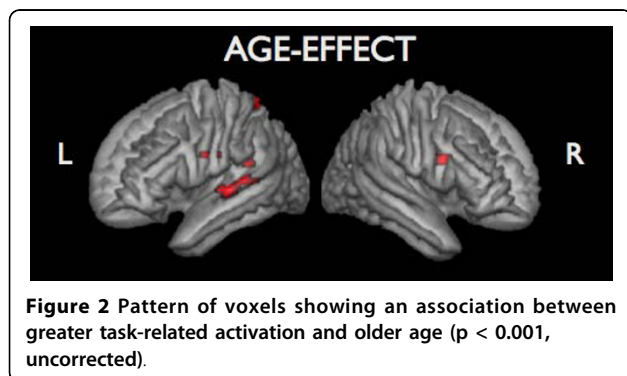 AGE-EFFECT
L
R
Figure 2 Pattern of voxels showing an association between
greater task-related activation and older age (p < 0.001,
uncorrected).